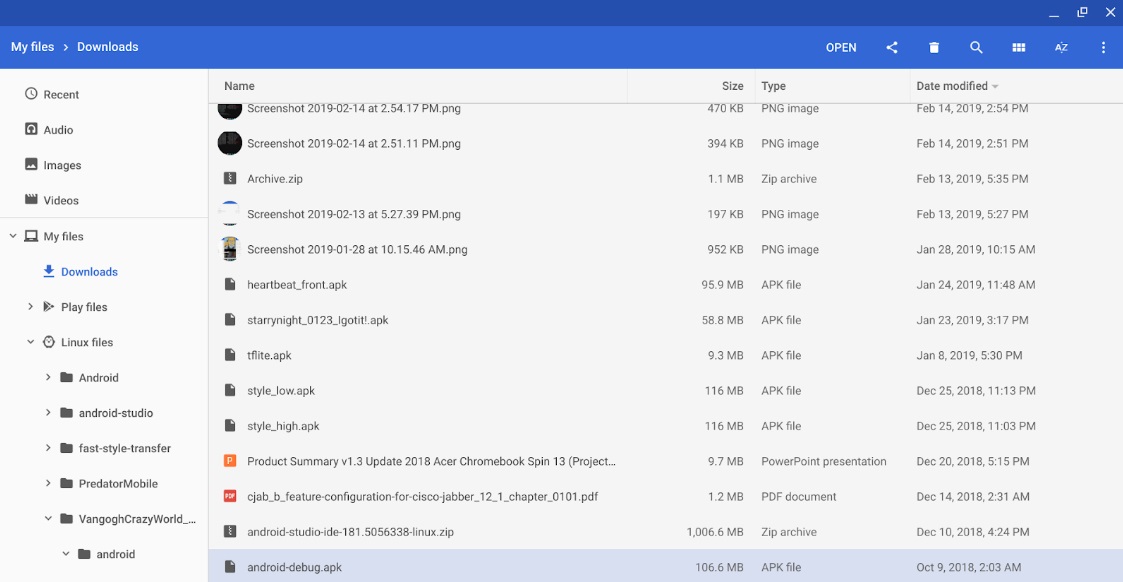 My files > Downloads OPEN AZ
Recent
Audio
Images
Videos
My files
Downloads
Play files
Linux files
Android
android-studio
fast-style-transfer
PredatorMobile
VangoghCrazyWorld_...
android
Name Size Type Date modified
Screenshot 2019-02-14 at 2.54.17 PM.png 470 KB PNG image Feb 14, 2019, 2:54 PM
Screenshot 2019-02-14 at 2.51.11 PM.png 394 KB PNG image Feb 14, 2019, 2:51 PM
Archive.zip 1.1 MB Zip archive Feb 13, 2019, 5:35 PM
Screenshot 2019-02-13 at 5.27.39 PM.png 197 KB PNG image Feb 13, 2019, 5:27 PM
Screenshot 2019-01-28 at 10.15.46 AM.png 952 KB PNG image Jan 28, 2019, 10:15 AM
heartbeat_front.apk 95.9 MB APK file Jan 24, 2019, 11:48 AM
starrynight_0123_Igotit!.apk 58.8 MB APK file Jan 23, 2019, 3:17 PM
tflite.apk 9.3 MB APK file Jan 8, 2019, 5:30 PM
style_low.apk 116 MB APK file Dec 25, 2018, 11:13 PM
style_high.apk 116 MB APK file Dec 25, 2018, 11:03 PM
P Product Summary v1.3 Update 2018 Acer Chromebook Spin 13 (Project... 9.7 MB PowerPoint presentation Dec 20, 2018, 5:15 PM
PDF cjab_b_feature-configuration-for-cisco-jabber_12_1_chapter_0101.pdf 1.2 MB PDF document Dec 14, 2018, 2:31 AM
android-studio-ide-181.5056338-linux.zip 1,006.6 MB Zip archive Dec 10, 2018, 4:24 PM
android-debug.apk 106.6 MB APK file Oct 9, 2018, 2:03 AM